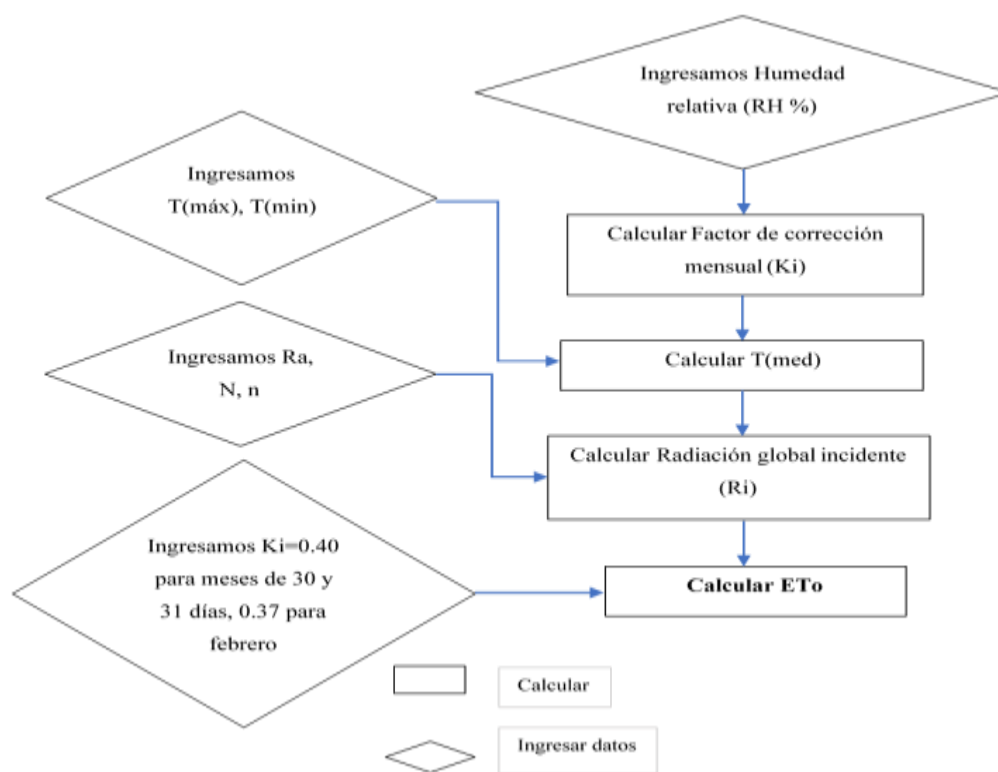 Ingresamos Humedad
relativa (RH %)
Ingresamos
T(máx), T(min)
Calcular Factor de corrección
mensual (Ki)
Ingresamos Ra,
N, n
Calcular T(med)
Calcular Radiación global incidente
(Ri)
Ingresamos Ki=0.40
para meses de 30 y
31 días, 0.37 para
febrero
Calcular ETo
Calcular
Ingresar datos